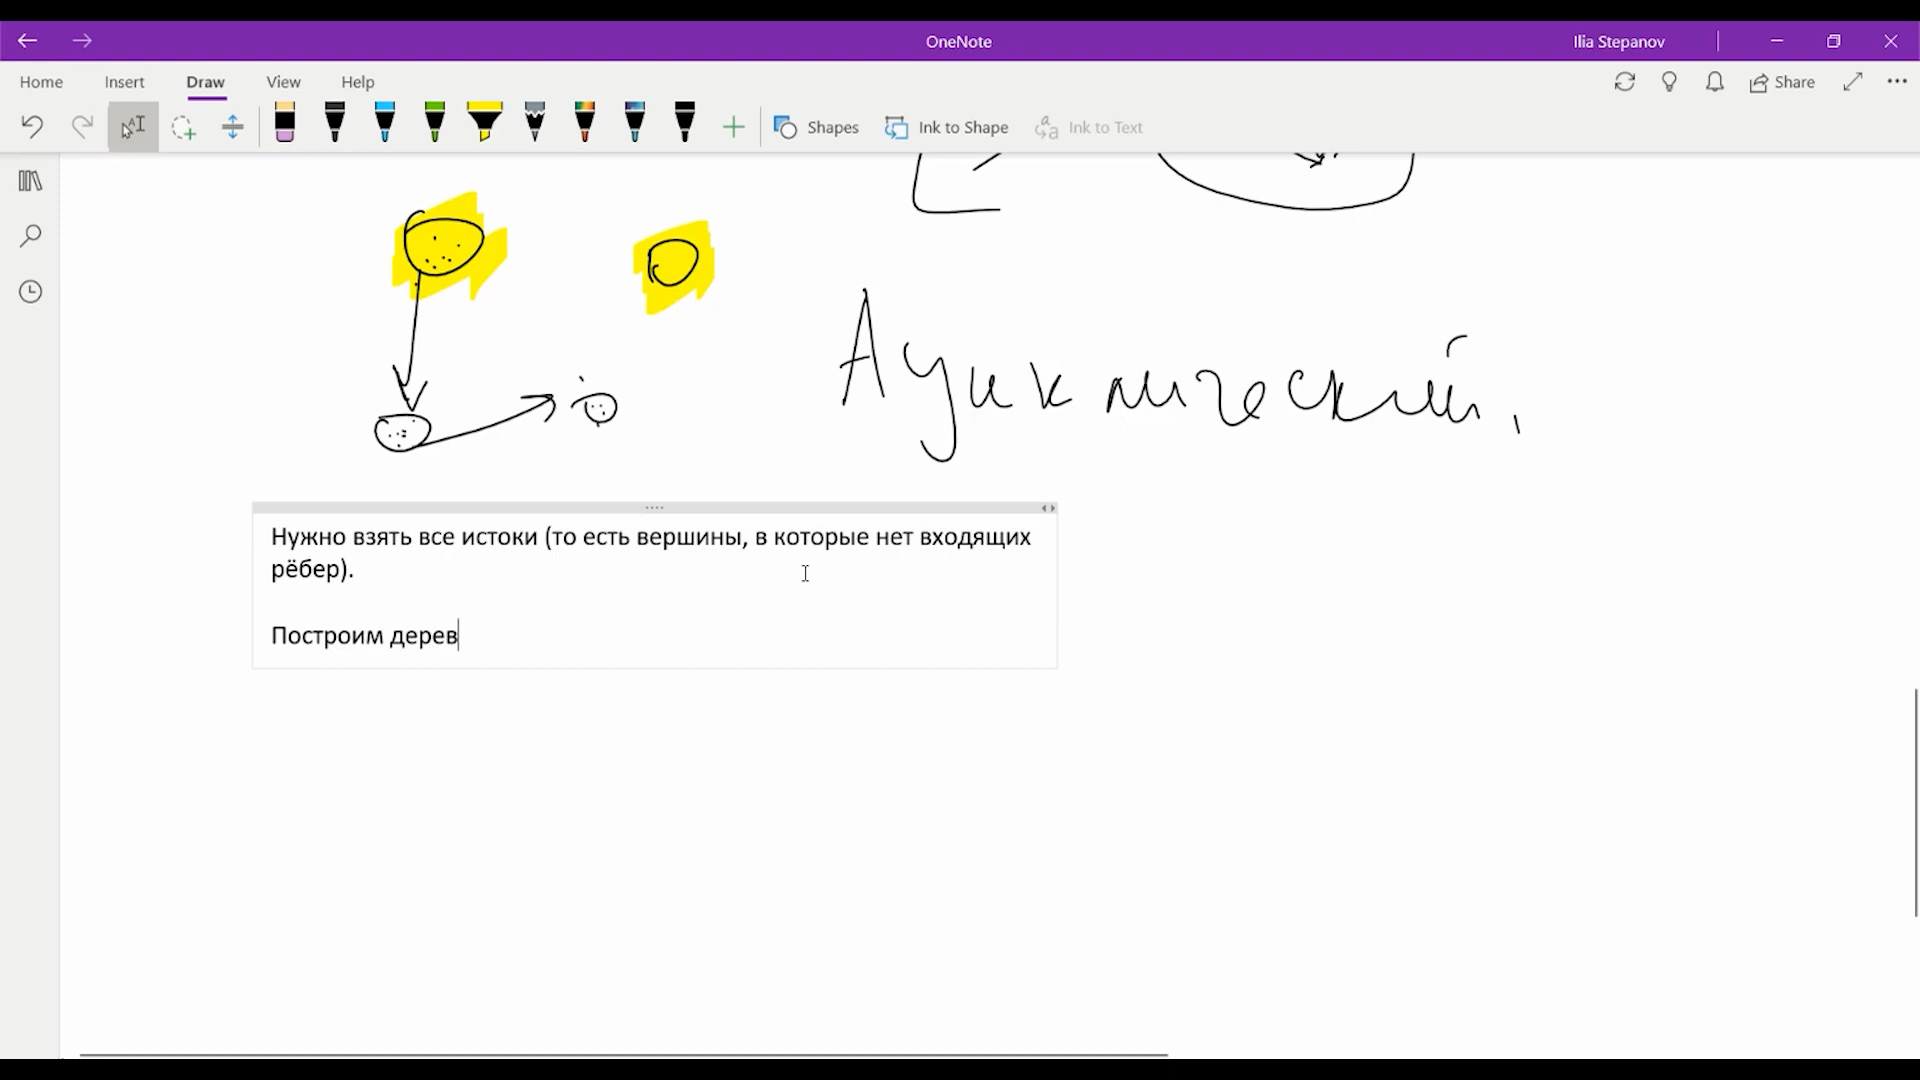 OneNote
Ilia Stepanov
Home Insert Draw View Help
Share
Shapes Ink to Shape Ink to Text
Ациклический.
Нужно взять все истоки (то есть вершины, в которые нет входящих
рёбер).
Построим дерев